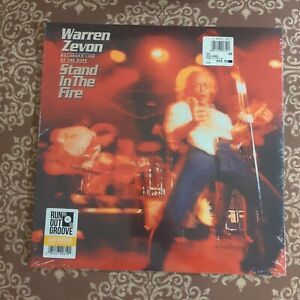 Warren
Zevon
RECORDED LIVE
AT THE ROXY
Stand
In The
Fire
RUN
OUT
GROOVE